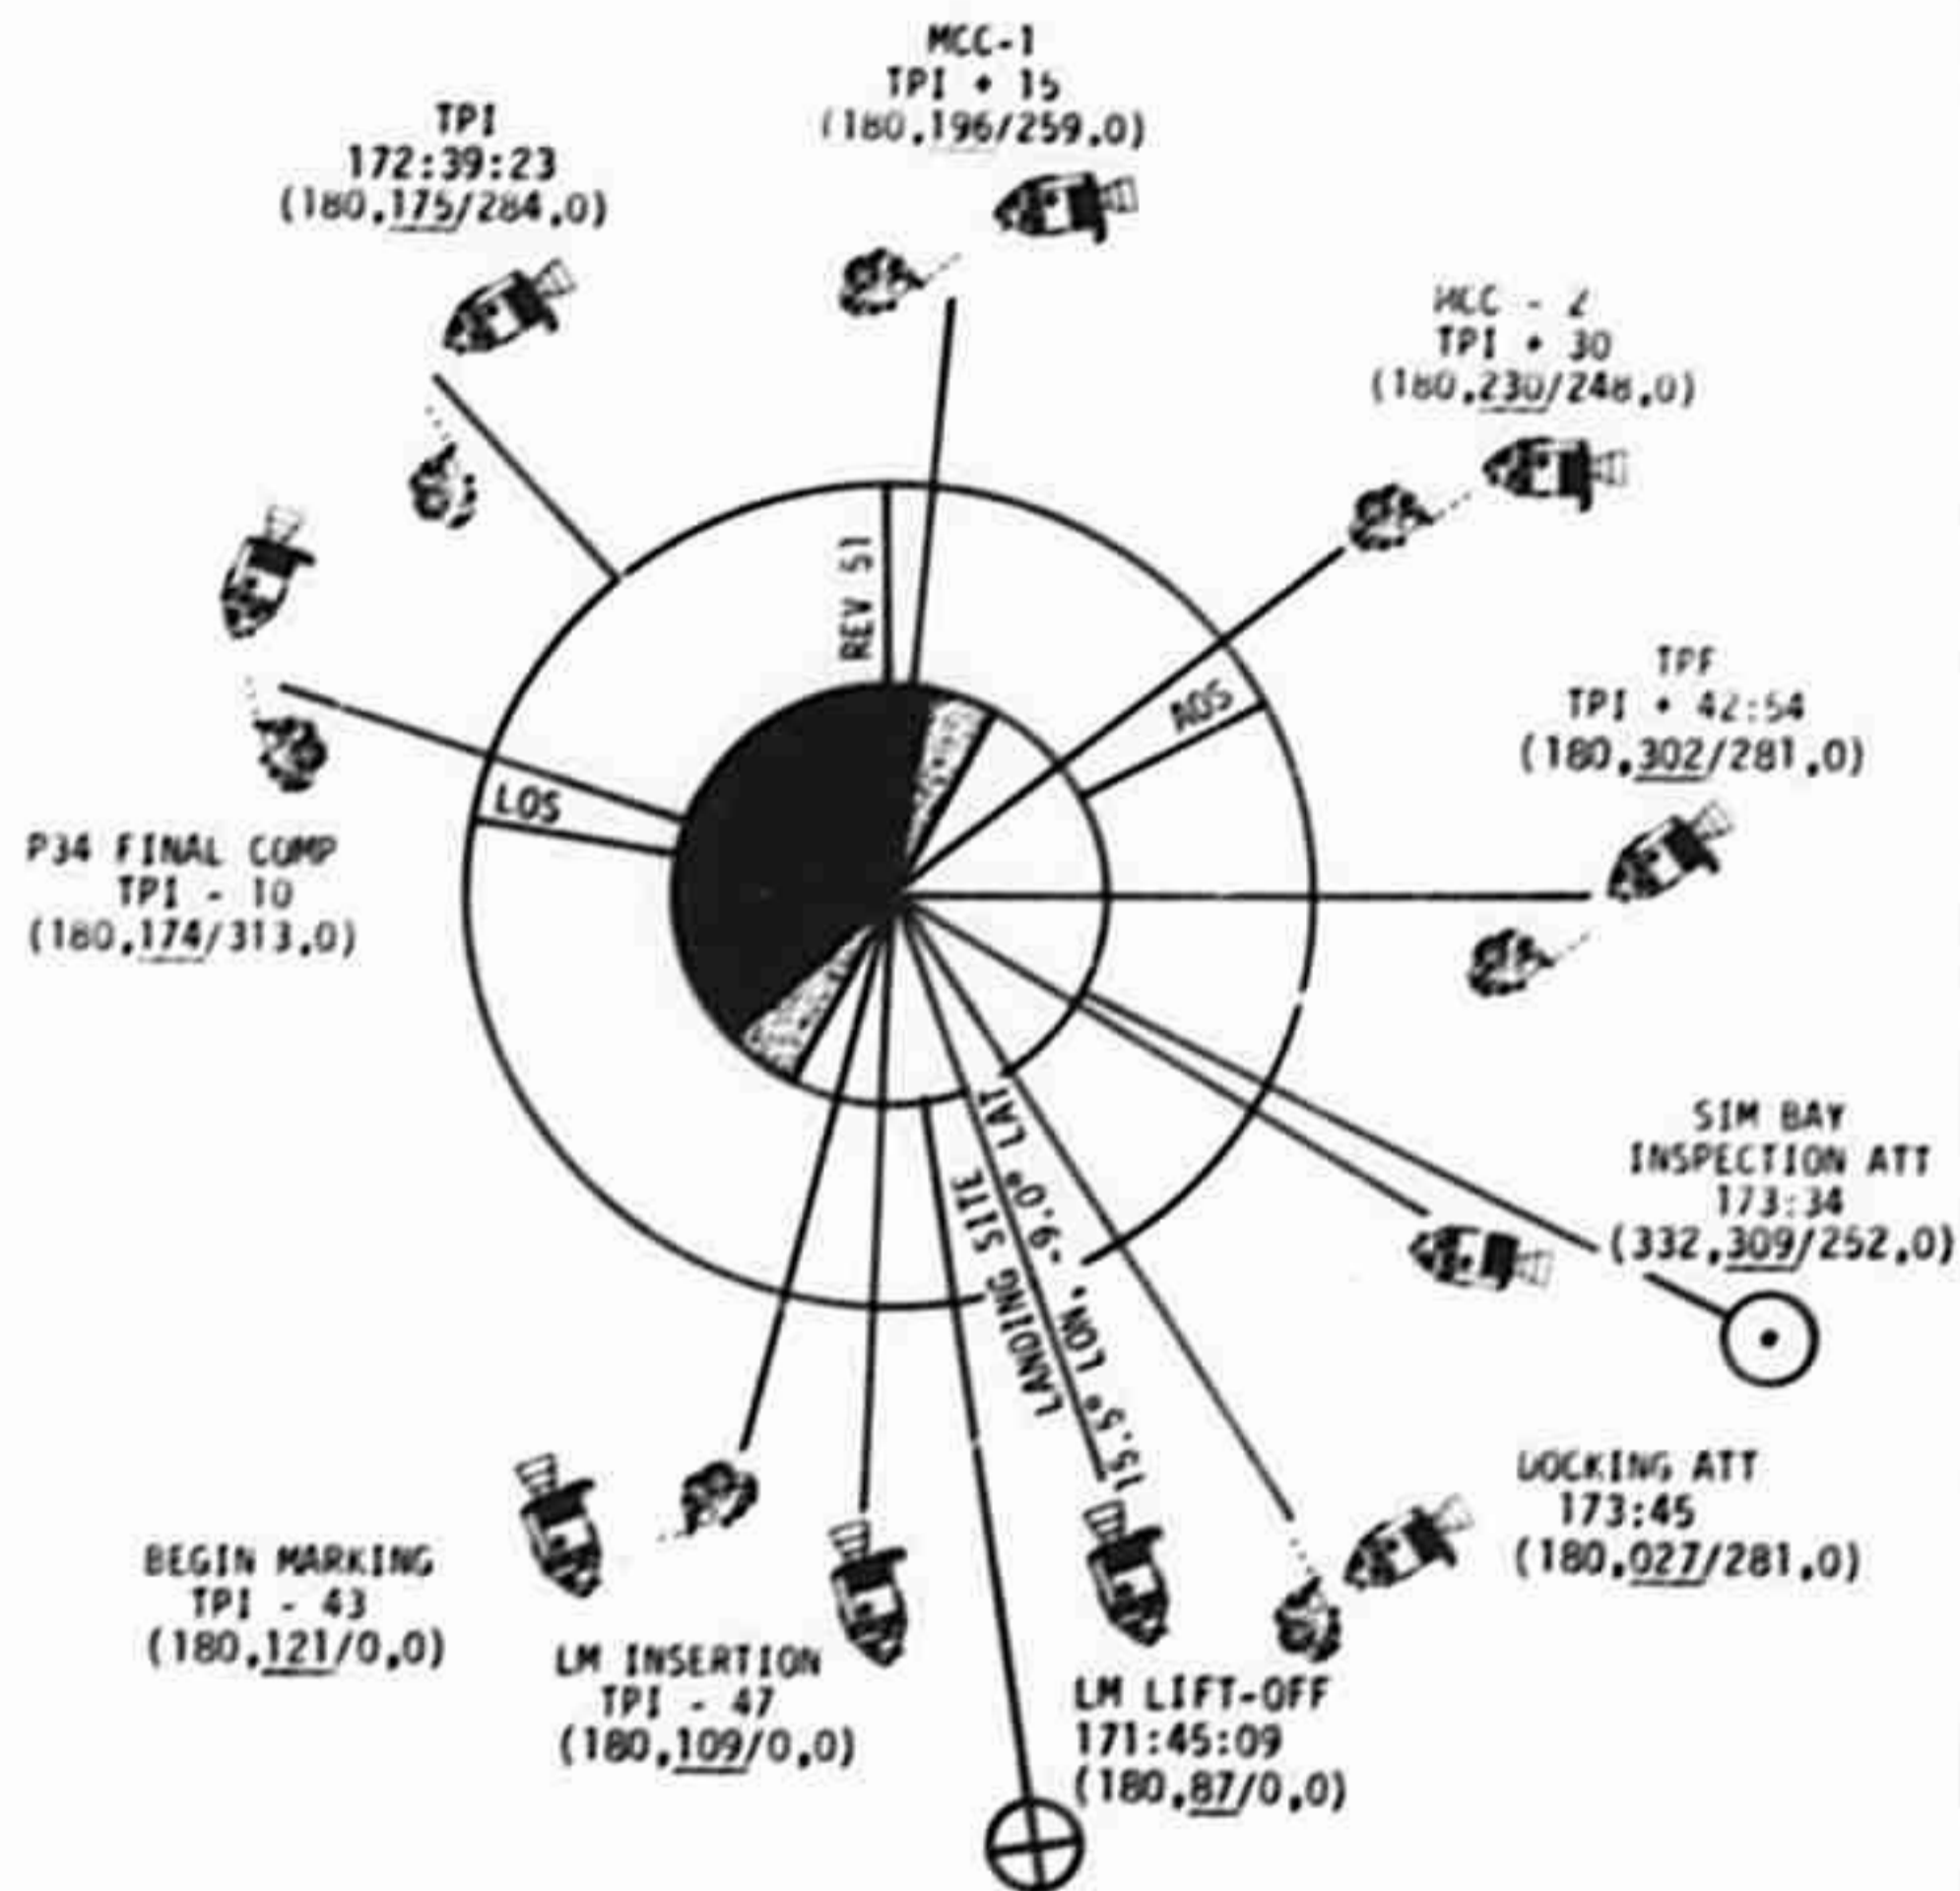 MCC-1
TPI + 15
(180,196/259,0)
TPI
172:39:23
(180,175/284,0)
MCC - 2
TPI + 30
(180,230/248,0)
REV 51
AOS
TPF
TPI + 42:54
(180,302/281,0)
LOS
P34 FINAL COMP
TPI - 10
(180,174/313,0)
SIM BAY
INSPECTION ATT
173:34
(332,309/252,0)
LANDING SITE
15.5° LON, -9.0° LAT
DOCKING ATT
173:45
(180,027/281,0)
BEGIN MARKING
TPI - 43
(180,121/0,0)
LM INSERTION
TPI - 47
(180,109/0,0)
LM LIFT-OFF
171:45:09
(180,87/0,0)